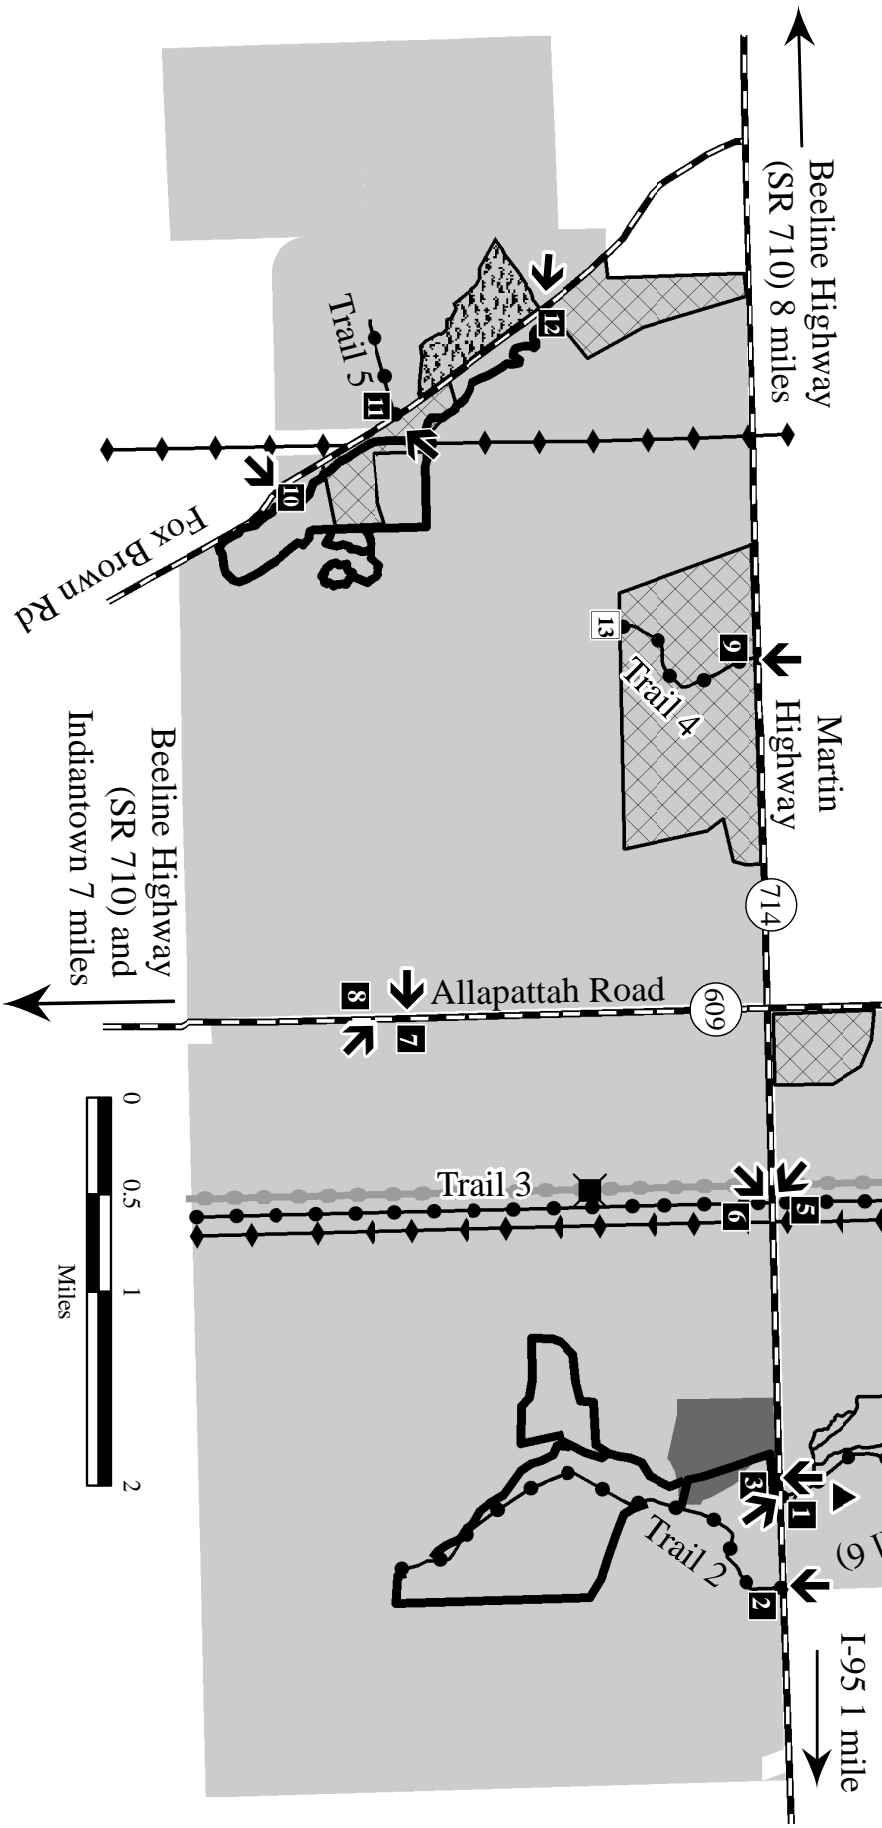 Beeline Highway
(SR 710) 8 miles
Trail 5
12
11
10
Fox Brown Rd
13
9
Trail 4
Martin
Highway
714
Beeline Highway
(SR 710) and
Indiantown 7 miles
8
7
Allapattah Road
609
0
0.5
1
2
Miles
Trail 3
6
5
3
1
Trail 2
2
(9
I-95 1 mile